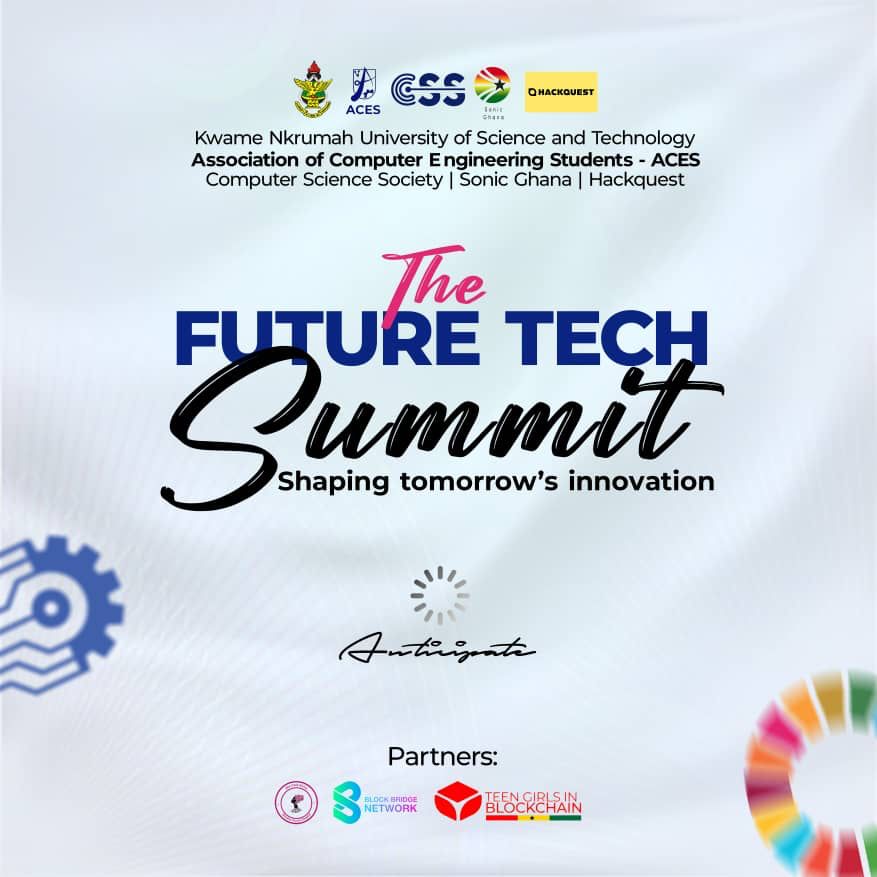 ACES
CSS
Sonic
Ghana
HACKQUEST
Kwame Nkrumah University of Science and Technology
Association of Computer Engineering Students - ACES
Computer Science Society | Sonic Ghana | Hackquest
The
FUTURE TECH
Summit
Shaping tomorrow's innovation
Anticipate
Partners:
BLOCK BRIDGE
NETWORK
TEEN GIRLS IN
BLOCKCHAIN